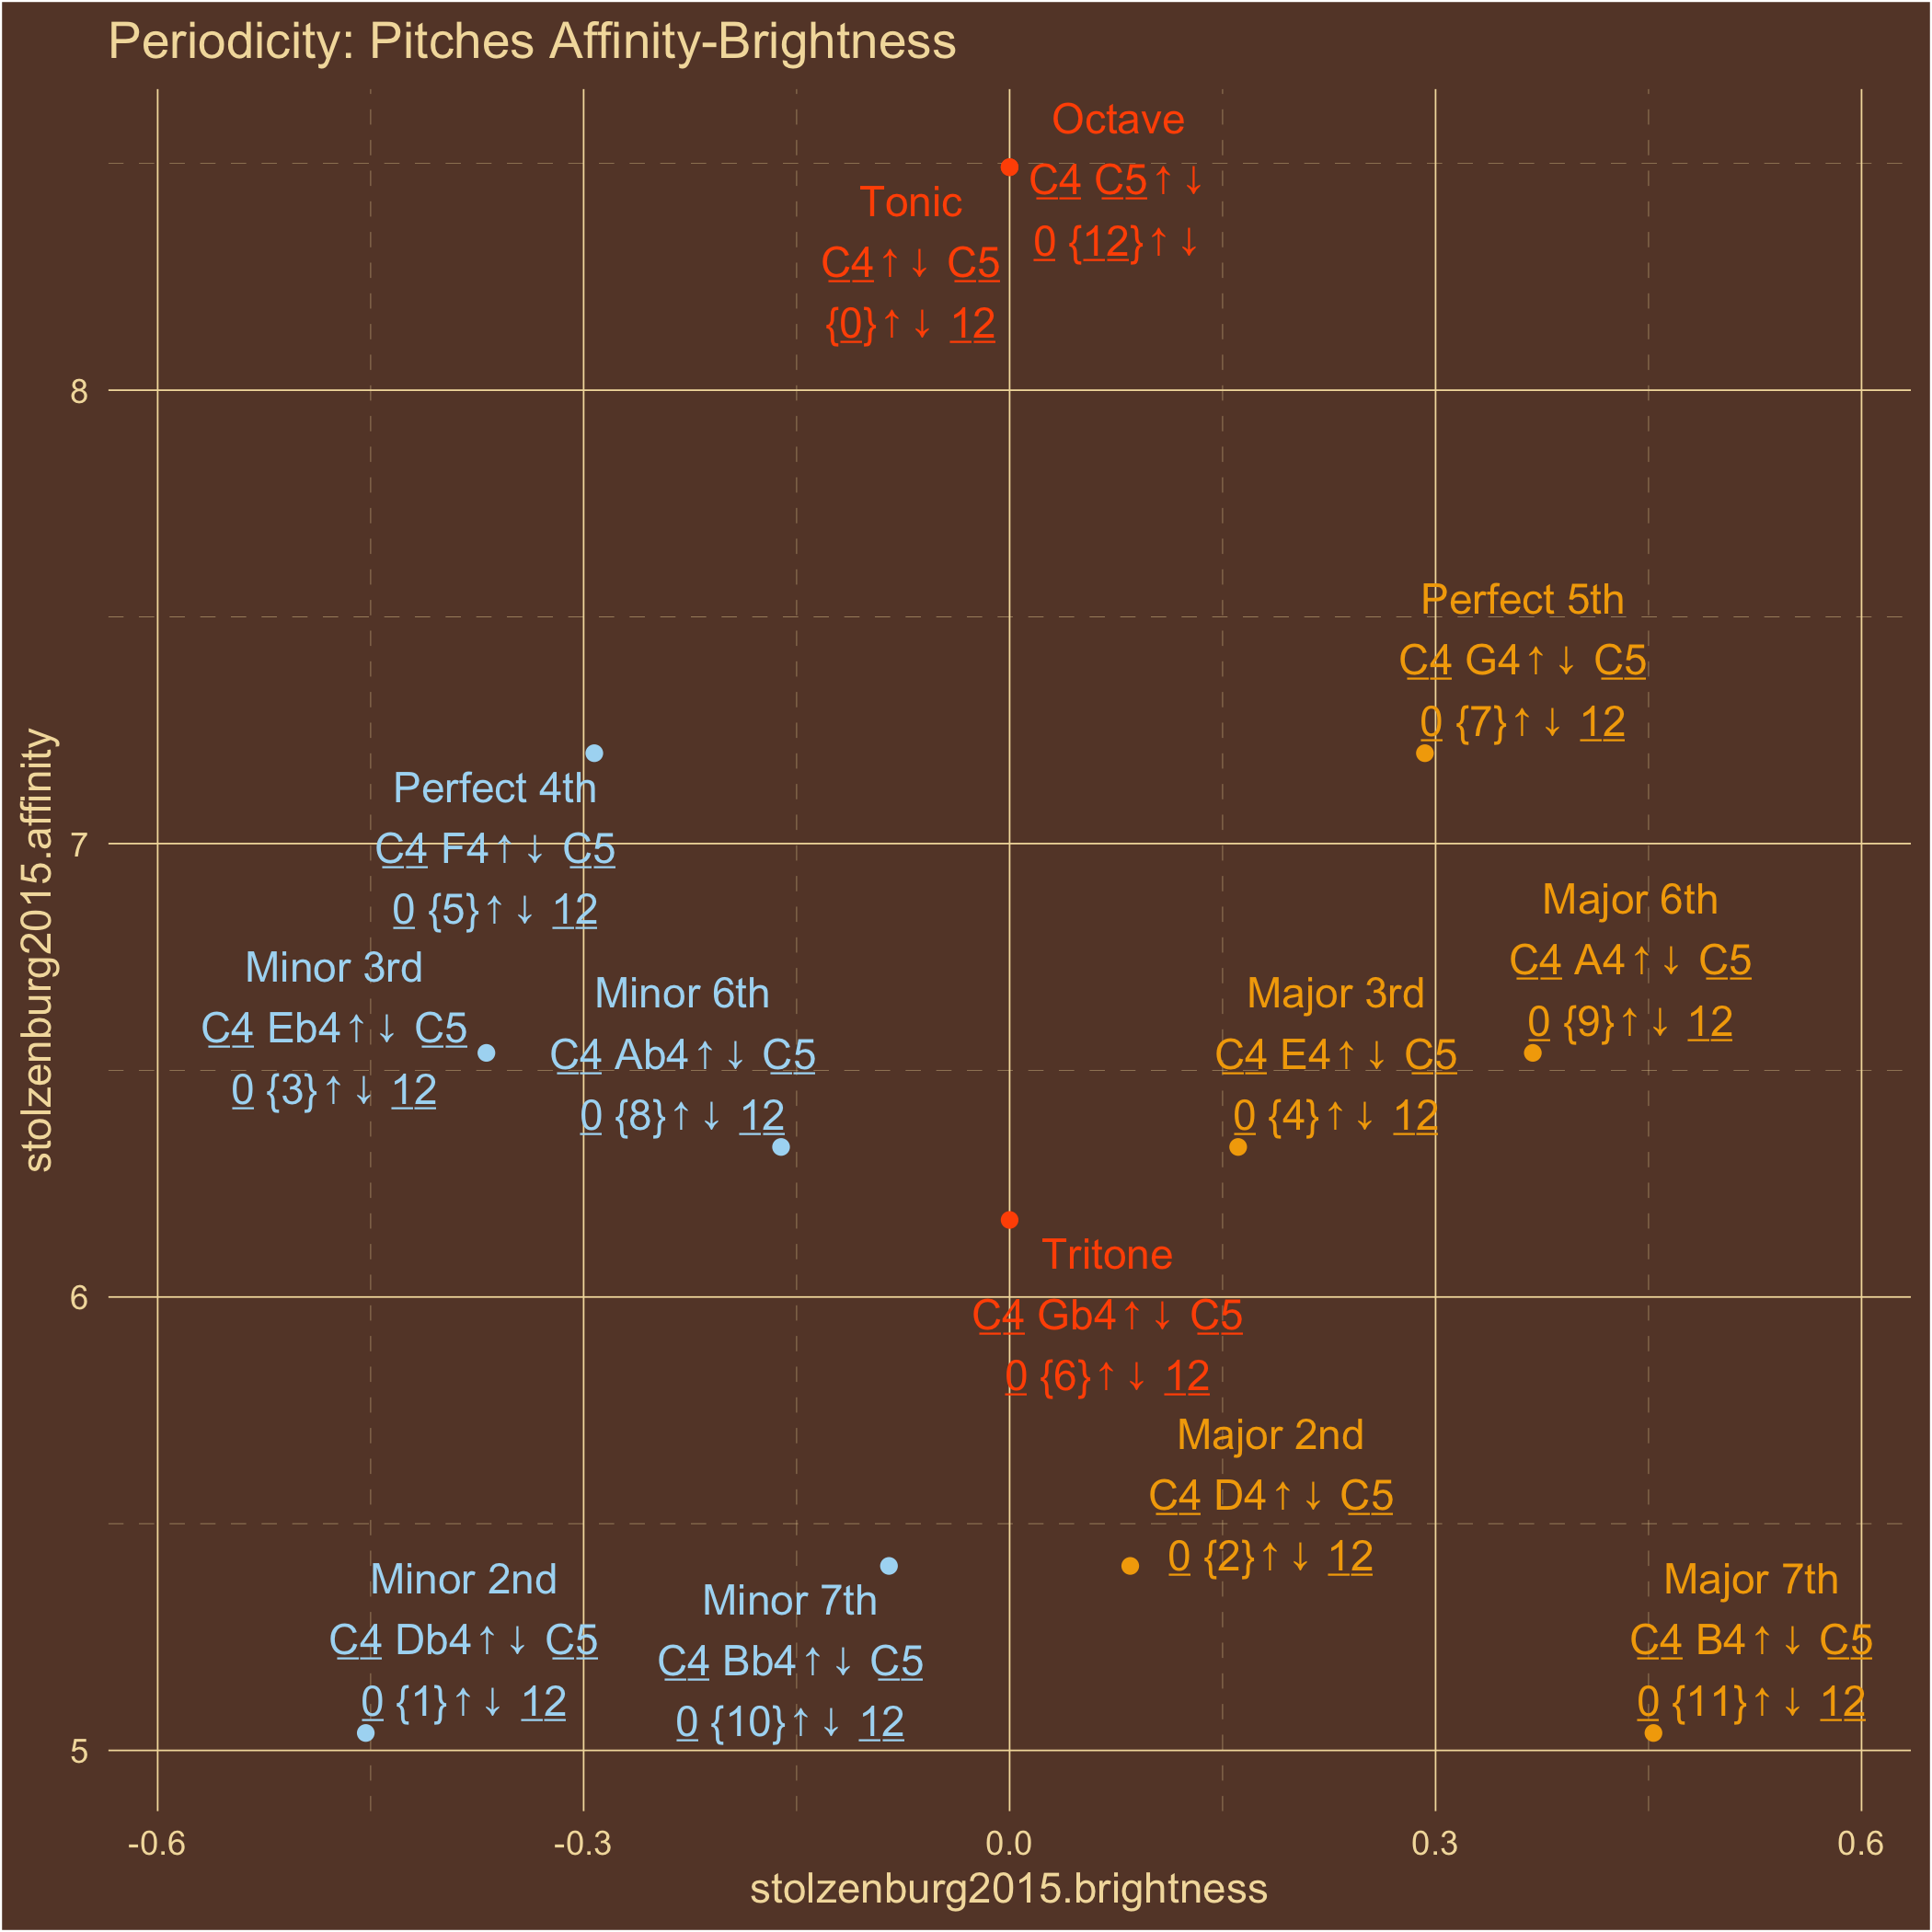 Periodicity: Pitches Affinity-Brightness
Octave
C4 C5↑↓
0 {12}↑↓
Tonic
C4↑↓ C5
{0}↑↓ 12
8
Perfect 5th
C4 G4↑↓ C5
0 {7}↑↓ 12
Perfect 4th
C4 F4↑↓ C5
0 {5}↑↓ 12
7
Major 6th
C4 A4↑↓ C5
0 {9}↑↓ 12
Minor 3rd
C4 Eb4↑↓ C5
0 {3}↑↓ 12
Minor 6th
C4 Ab4↑↓ C5
0 {8}↑↓ 12
Major 3rd
C4 E4↑↓ C5
0 {4}↑↓ 12
stolzenburg2015.affinity
Tritone
C4 Gb4↑↓ C5
0 {6}↑↓ 12
6
Major 2nd
C4 D4↑↓ C5
0 {2}↑↓ 12
Minor 2nd
C4 Db4↑↓ C5
0 {1}↑↓ 12
Minor 7th
C4 Bb4↑↓ C5
0 {10}↑↓ 12
Major 7th
C4 B4↑↓ C5
0 {11}↑↓ 12
5
-0.6 -0.3 0.0 0.3 0.6
stolzenburg2015.brightness